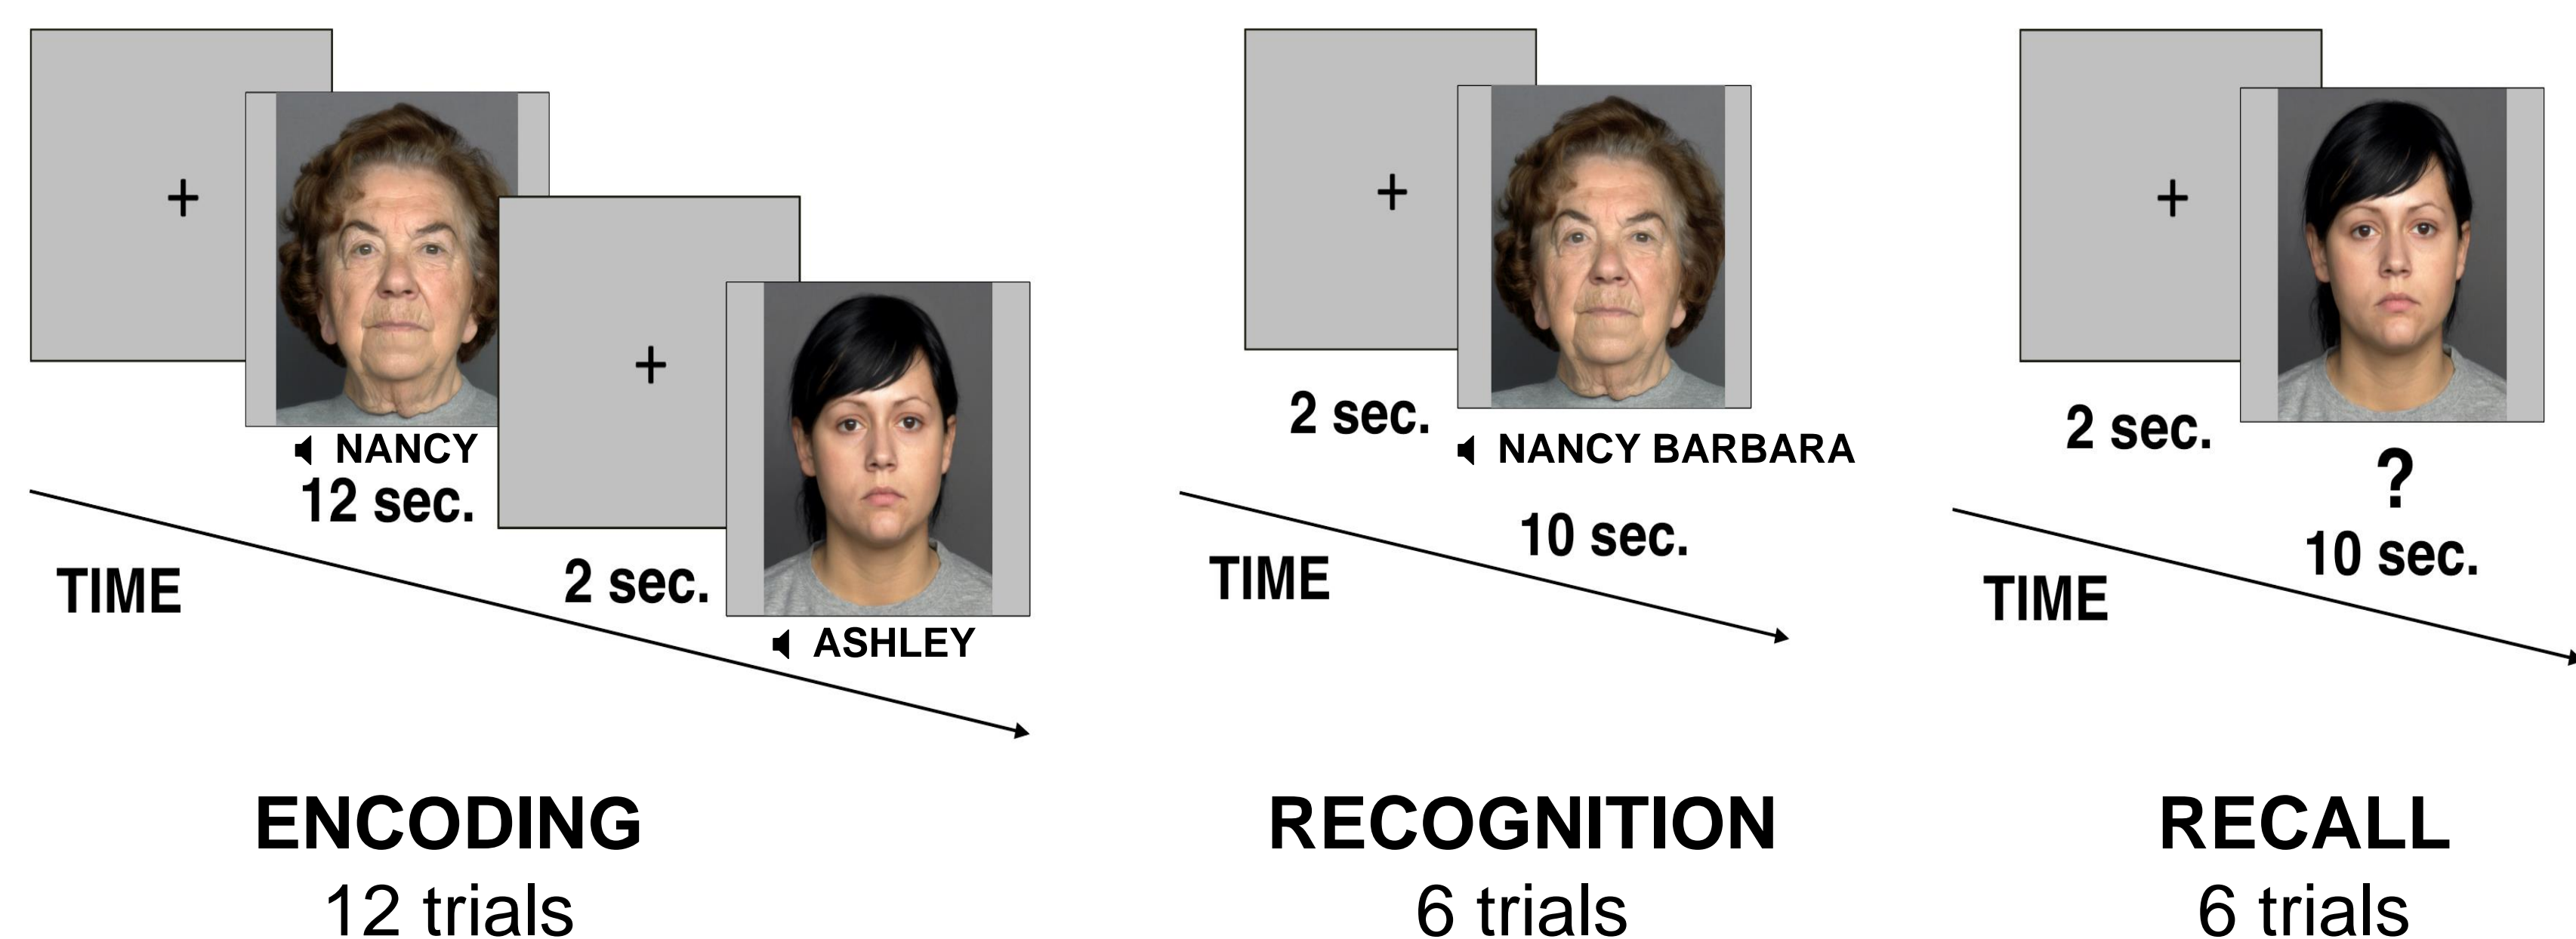 +
NANCY
12 sec.
+
2 sec.
ASHLEY
TIME
ENCODING
12 trials
+
2 sec.
NANCY BARBARA
10 sec.
TIME
RECOGNITION
6 trials
+
2 sec.
?
10 sec.
TIME
RECALL
6 trials